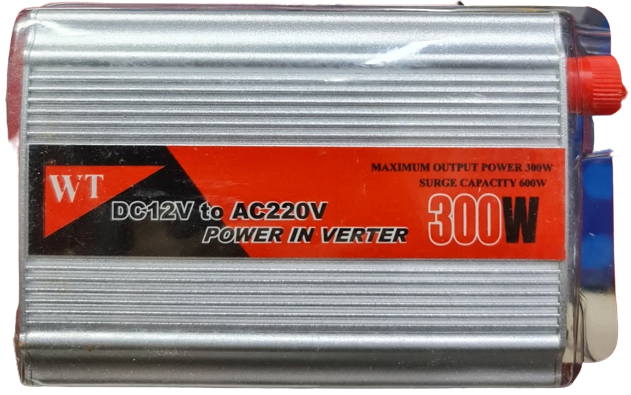 WT
MAXIMUM OUTPUT POWER 300W
SURGE CAPACITY 600W
DC12V to AC220V
POWER IN VERTER
300W